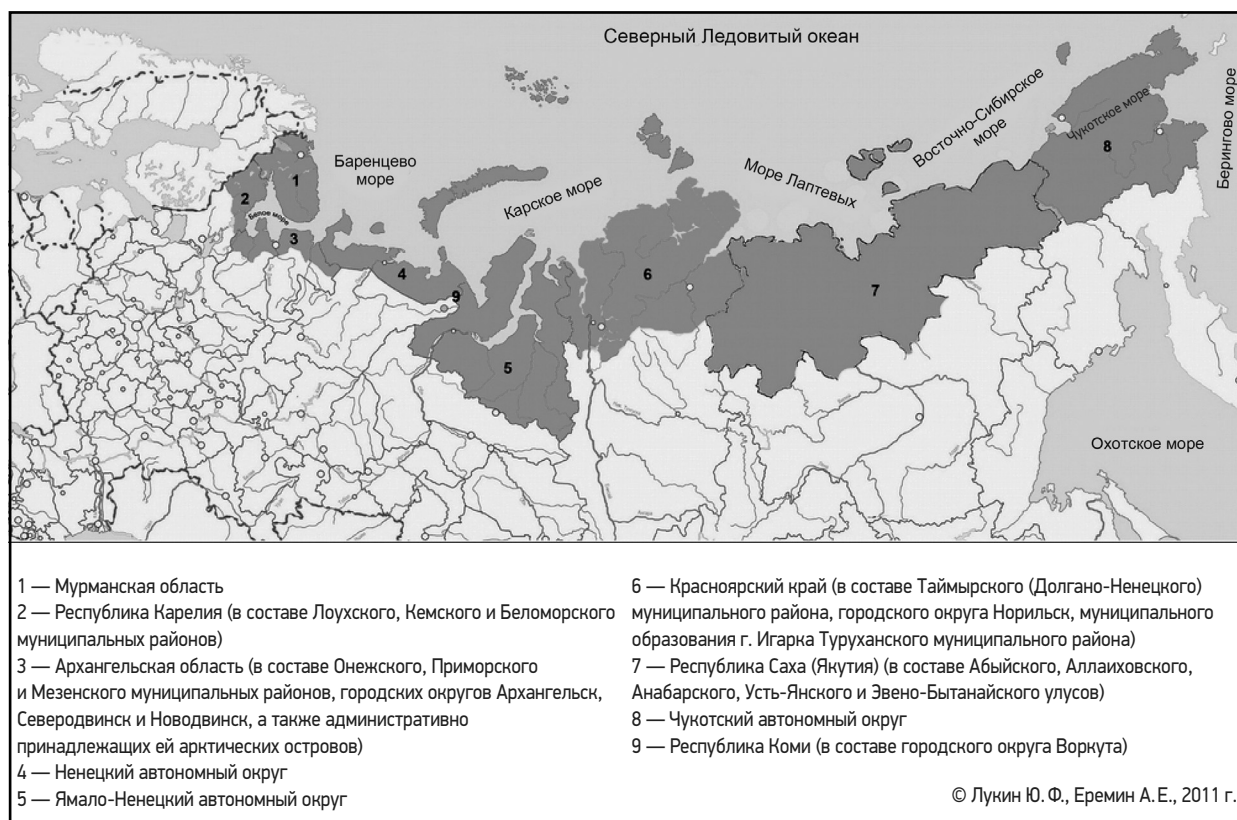 Северный Ледовитый океан
Баренцево
море
Карское море
Море Лаптевых
Восточно-Сибирское
море
Чукотское море
Берингово море
Белое море
Охотское море
1
2
3
4
9
5
6
7
8
1 — Мурманская область
2 — Республика Карелия (в составе Лоухского, Кемского и Беломорского
муниципальных районов)
3 — Архангельская область (в составе Онежского, Приморского
и Мезенского муниципальных районов, городских округов Архангельск,
Северодвинск и Новодвинск, а также административно
принадлежащих ей арктических островов)
4 — Ненецкий автономный округ
5 — Ямало-Ненецкий автономный округ
6 — Красноярский край (в составе Таймырского (Долгано-Ненецкого)
муниципального района, городского округа Норильск, муниципального
образования г. Игарка Туруханского муниципального района)
7 — Республика Саха (Якутия) (в составе Абыйского, Аллаиховского,
Анабарского, Усть-Янского и Эвено-Бытанайского улусов)
8 — Чукотский автономный округ
9 — Республика Коми (в составе городского округа Воркута)
© Лукин Ю. Ф., Еремин А. Е., 2011 г.